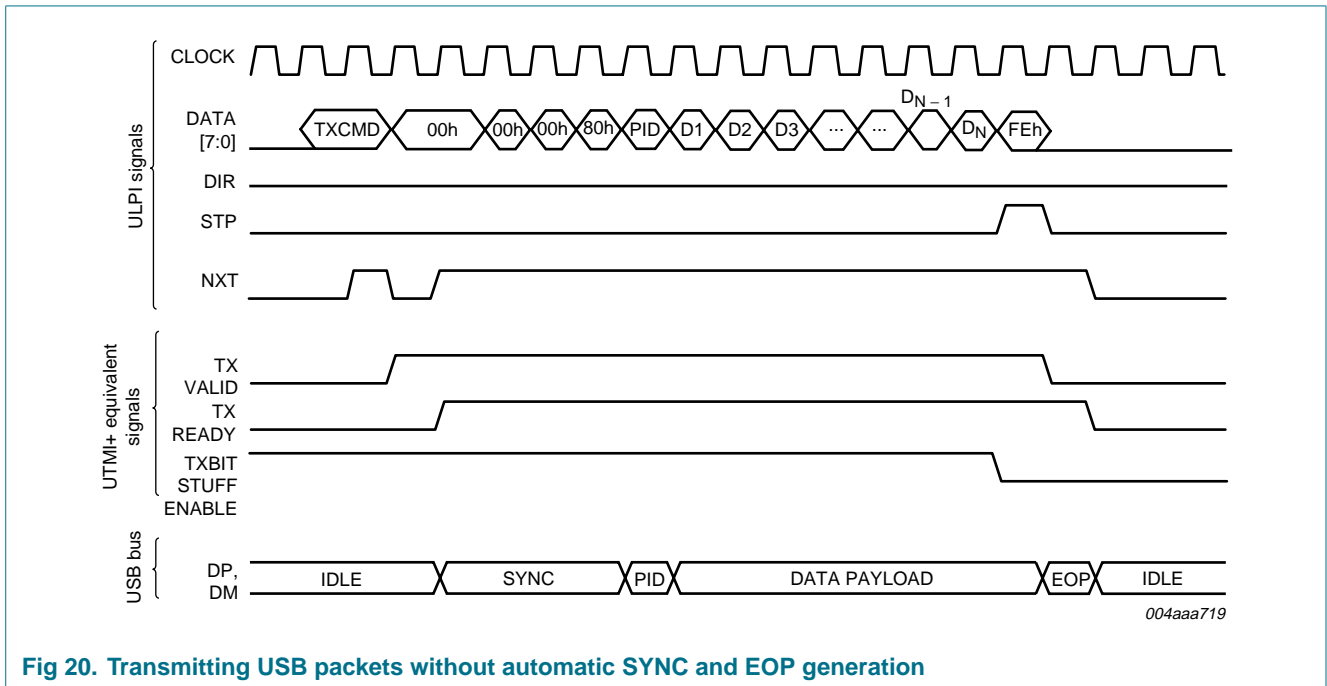 ULPI signals
CLOCK
DATA
[7:0]
TXCMD
00h
00h
00h
80h
PID
D1
D2
D3
...
...
DN – 1
DN
FEh
DIR
STP
NXT
UTMI+ equivalent
signals
TX
VALID
TX
READY
TXBIT
STUFF
ENABLE
USB bus
DP,
DM
IDLE
SYNC
PID
DATA PAYLOAD
EOP
IDLE
004aaa719
Fig 20. Transmitting USB packets without automatic SYNC and EOP generation